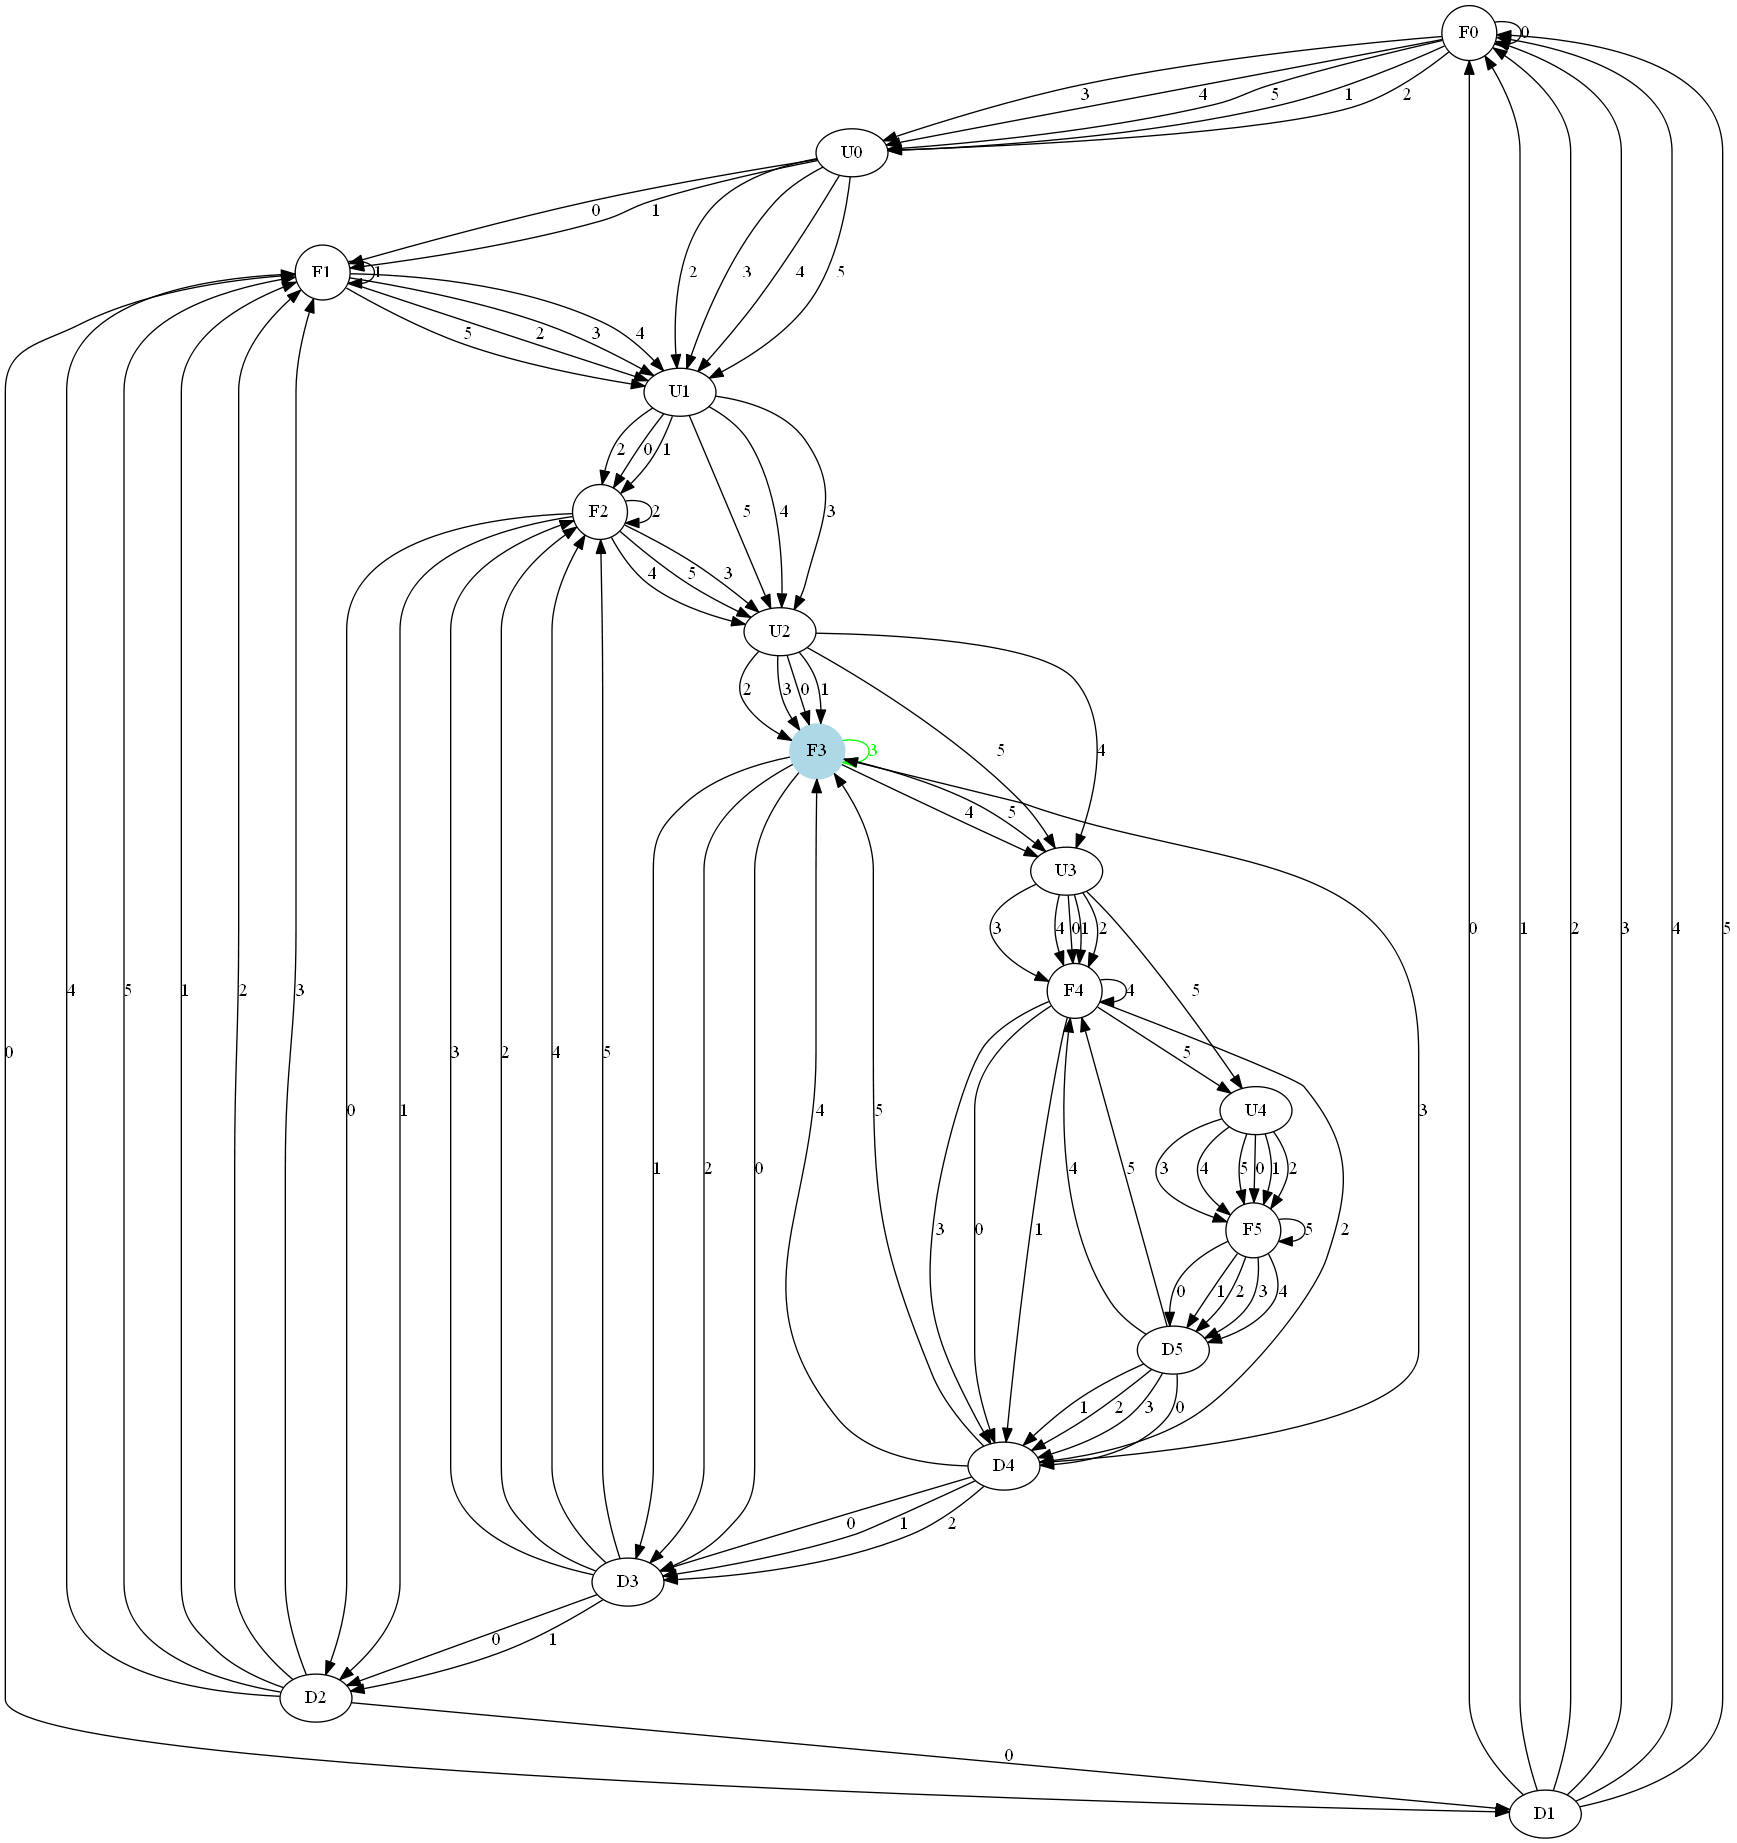 F0
0
3 4 5 1 2
U0
0 1
F1
1
2 3 4 5
5 2 3 4
U1
2 0 1
F2
2
5 4 3
4 5 3
U2
2 3 0 1
F3
3
5 4
4 5
U3
3 4 0 1 2
F4
4
5
0 4 5 1 2 3
0 1
3 2 4 5
1 2 0
4 5
3
0 1 2 3 4 5
5
U4
3 4 5 0 1 2
F5
5
3 0 1 4 5 2
0 1 2 3 4
D5
1 2 3 0
D4
0 1 2
D3
0 1
D2
0
D1